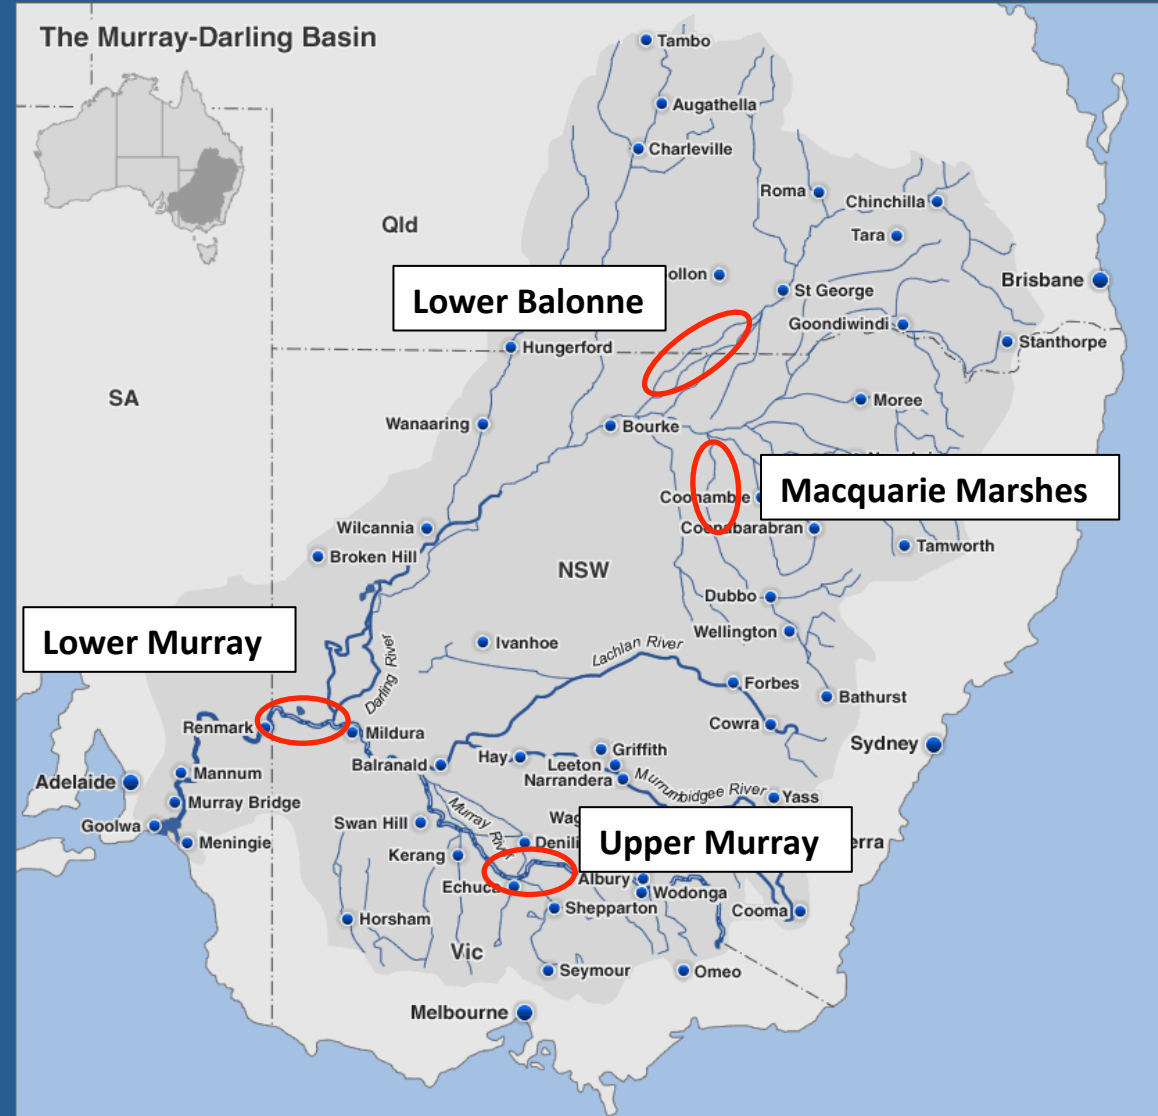 The Murray-Darling Basin
Tambo
Augathella
Charleville
Roma
Chinchilla
Tara
Qld
Brisbane
St George
Lower Balonne
Goondiwindi
Stanthorpe
Hungerford
SA
Moree
Wanaaring
Bourke
Macquarie Marshes
Coonamble
Coonabarabran
Wilcannia
Tamworth
Broken Hill
NSW
Dubbo
Wellington
Lower Murray
Ivanhoe
Lachlan River
Darling River
Forbes
Bathurst
Renmark
Cowra
Mildura
Sydney
Griffith
Hay
Leeton
Balranald
Mannum
Narrandera
Adelaide
Murrumbidgee River
Yass
Murray Bridge
Murray River
Goolwa
Swan Hill
Meningie
Upper Murray
Kerang
Albury
Echuca
Wodonga
Shepparton
Cooma
Horsham
Vic
Seymour
Omeo
Melbourne